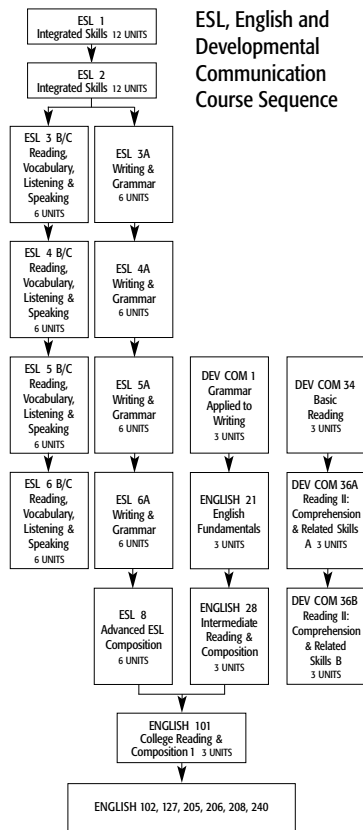 ESL, English and
Developmental
Communication
Course Sequence
ESL 1
Integrated Skills 12 UNITS
ESL 2
Integrated Skills 12 UNITS
ESL 3 B/C
Reading,
Vocabulary,
Listening &
Speaking
6 UNITS
ESL 3A
Writing &
Grammar
6 UNITS
ESL 4 B/C
Reading,
Vocabulary,
Listening &
Speaking
6 UNITS
ESL 4A
Writing &
Grammar
6 UNITS
ESL 5 B/C
Reading,
Vocabulary,
Listening &
Speaking
6 UNITS
ESL 5A
Writing &
Grammar
6 UNITS
DEV COM 1
Grammar
Applied to
Writing
3 UNITS
DEV COM 34
Basic
Reading
3 UNITS
ESL 6 B/C
Reading,
Vocabulary,
Listening &
Speaking
6 UNITS
ESL 6A
Writing &
Grammar
6 UNITS
ENGLISH 21
English
Fundamentals
3 UNITS
DEV COM 36A
Reading II:
Comprehension
& Related Skills
A 3 UNITS
ESL 8
Advanced ESL
Composition
6 UNITS
ENGLISH 28
Intermediate
Reading &
Composition
3 UNITS
DEV COM 36B
Reading II:
Comprehension
& Related
Skills B
3 UNITS
ENGLISH 101
College Reading &
Composition 1 3 UNITS
ENGLISH 102, 127, 205, 206, 208, 240